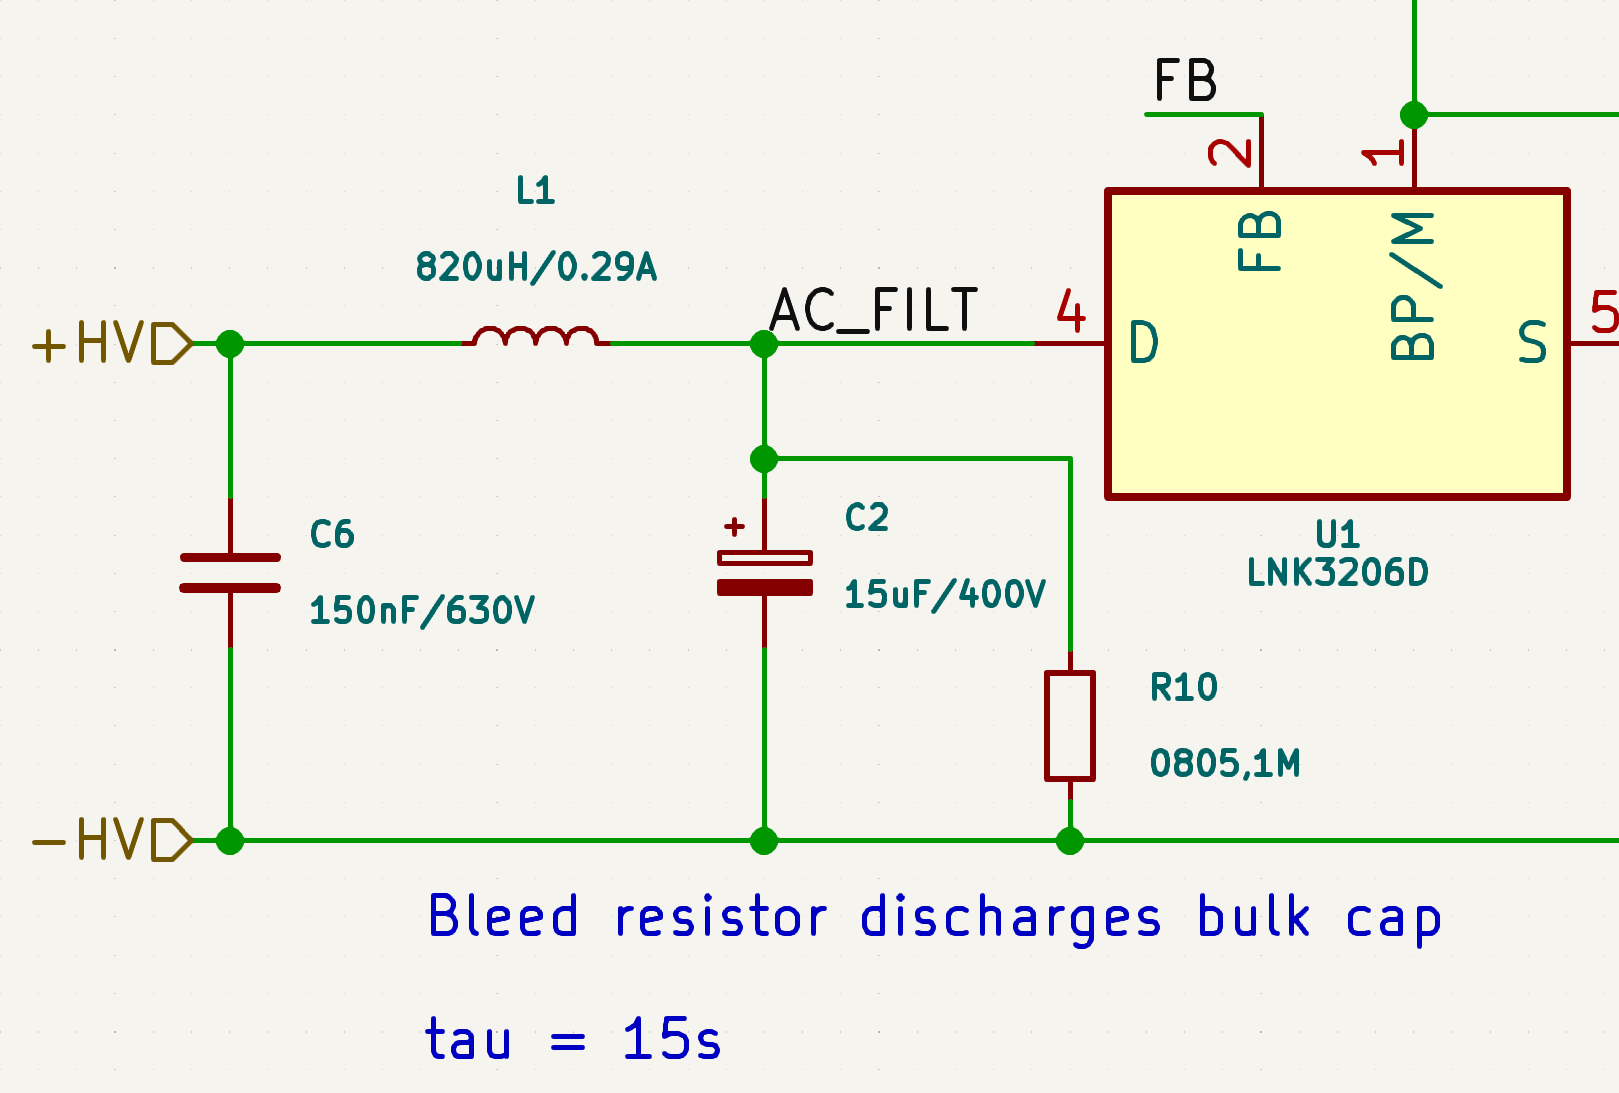 FB
2
1
L1
820uH/0.29A
FB
BP/M
AC_FILT
4
5
+HV
D
S
C6
150nF/630V
+
C2
15uF/400V
U1
LNK3206D
R10
0805,1M
-HV
Bleed resistor discharges bulk cap
tau = 15s